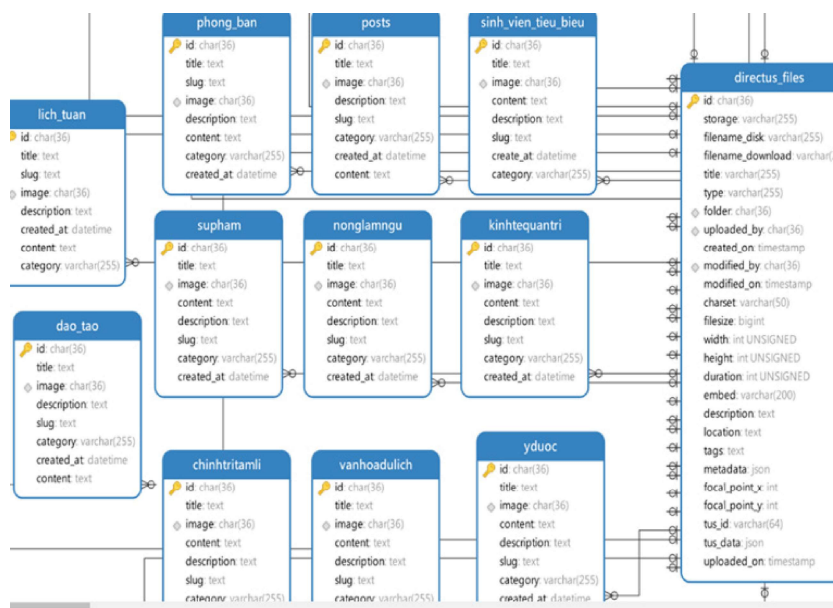 phong_ban
id: char(36)
title: text
slug: text
image: char(36)
description: text
content: text
category: varchar(255)
created_at: datetime
posts
id: char(36)
title: text
image: char(36)
description: text
slug: text
category: varchar(255)
created_at: datetime
content: text
sinh_vien_tieu_bieu
id: char(36)
title: text
image: char(36)
content: text
description: text
slug: text
create_at: datetime
category: varchar(255)
directus_files
id: char(36)
storage: varchar(255)
filename_disk: varchar(255)
filename_download: varchar(
title: varchar(255)
type: varchar(255)
folder: char(36)
uploaded_by: char(36)
created_on: timestamp
modified_by: char(36)
modified_on: timestamp
charset: varchar(50)
filesize: bigint
width: int UNSIGNED
height: int UNSIGNED
duration: int UNSIGNED
embed: varchar(200)
description: text
location: text
tags: text
metadata: json
focal_point_x: int
focal_point_y: int
tus_id: varchar(64)
tus_data: json
uploaded_on: timestamp
lich_tuan
id: char(36)
title: text
slug: text
image: char(36)
description: text
created_at: datetime
content: text
category: varchar(255)
supham
id: char(36)
title: text
image: char(36)
content: text
description: text
slug: text
category: varchar(255)
created_at: datetime
nonglamngu
id: char(36)
title: text
image: char(36)
content: text
description: text
slug: text
category: varchar(255)
created_at: datetime
kinhtequantri
id: char(36)
title: text
image: char(36)
content: text
description: text
slug: text
category: varchar(255)
created_at: datetime
dao_tao
id: char(36)
title: text
image: char(36)
description: text
slug: text
category: varchar(255)
created_at: datetime
content: text
chinhtritamli
id: char(36)
title: text
image: char(36)
content: text
description: text
slug: text
category: varchar(255)
vanhoadulich
id: char(36)
title: text
image: char(36)
content: text
description: text
slug: text
category: varchar(255)
yduoc
id: char(36)
title: text
image: char(36)
content: text
description: text
slug: text
category: varchar(255)
created_at: datetime